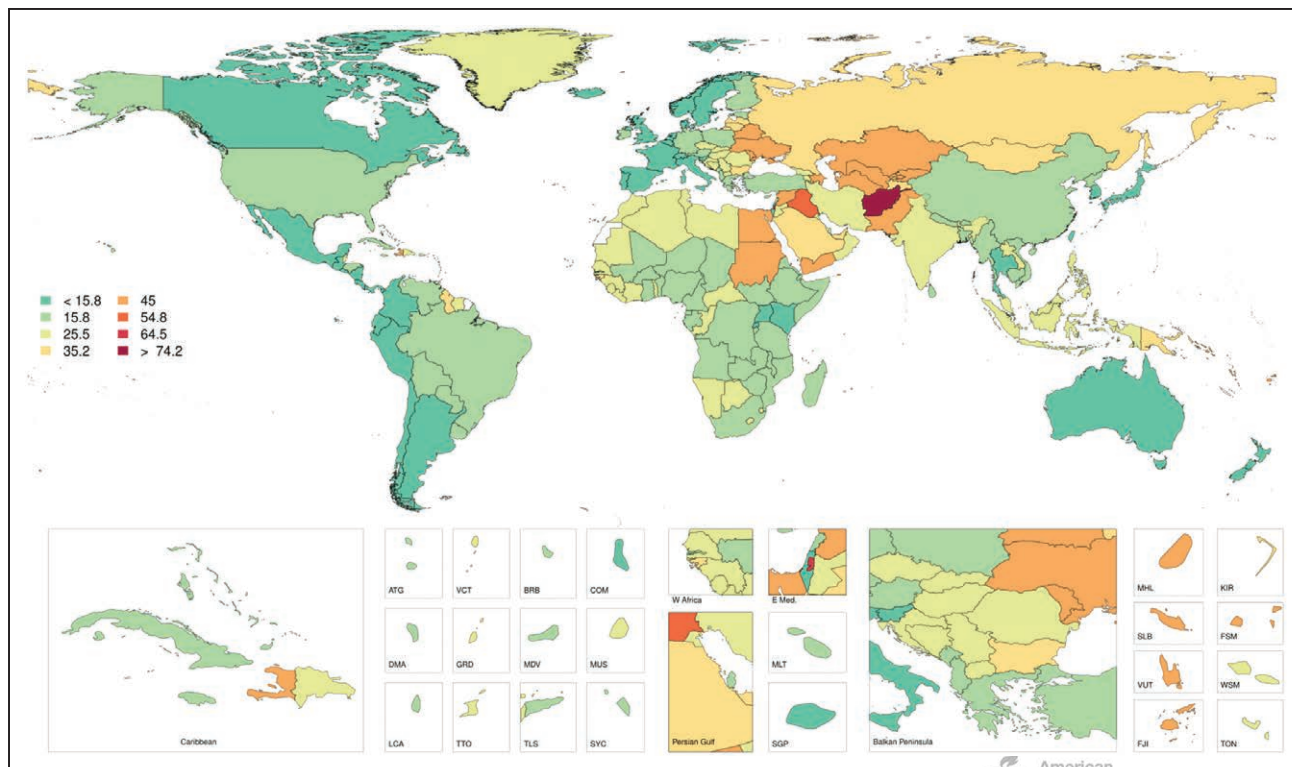 < 15.8 45
15.8 54.8
25.5 64.5
35.2 > 74.2
ATG VCT BRB COM
DMA GRD MDV MUS
LCA TTO TLS SYC
Caribbean
W Africa E Med.
Persian Gulf
MLT
SGP
Balkan Peninsula
MHL KIR
SLB FSM
VUT WSM
FJI TON
American